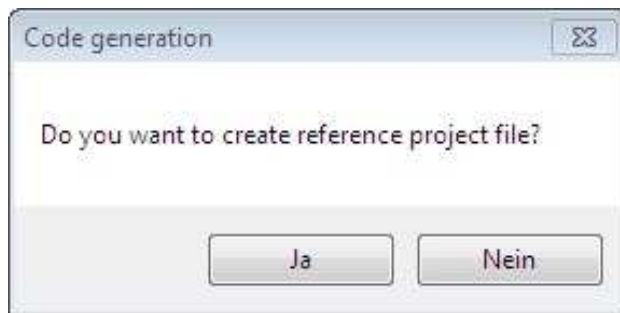 Code generation
Do you want to create reference project file?
Ja
Nein